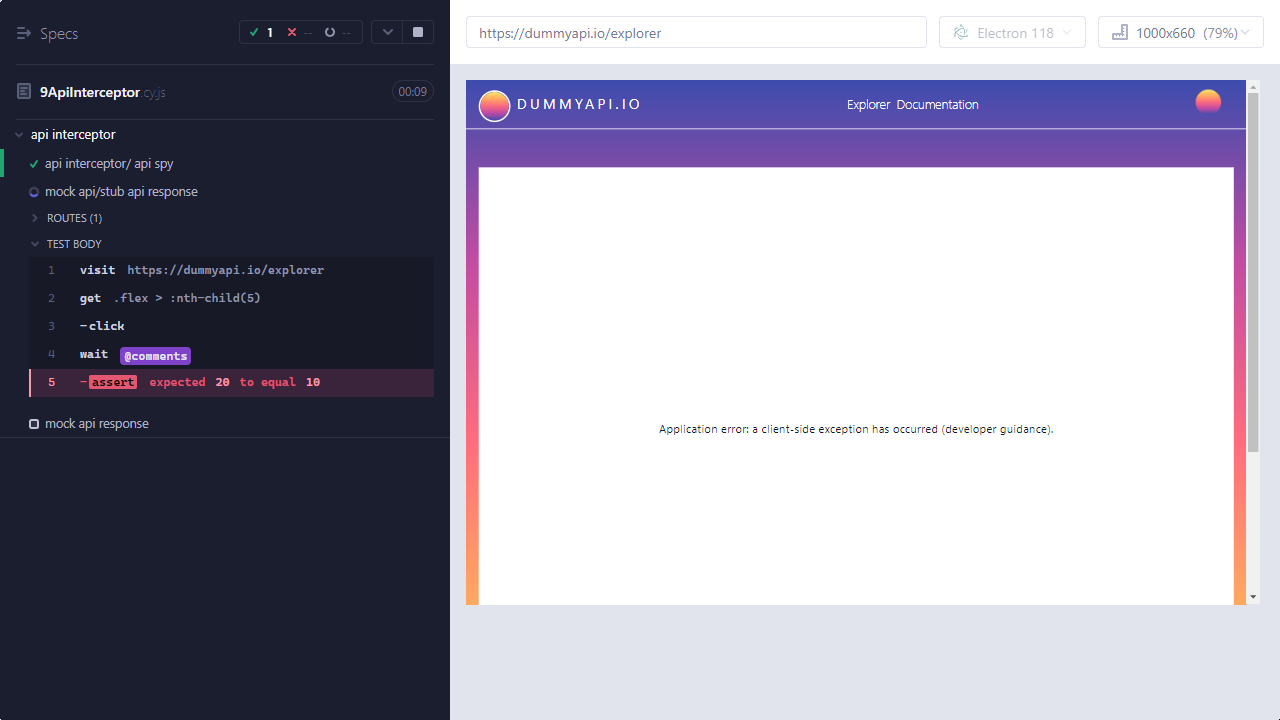 Specs
1 -- --
9ApiInterceptor.cy.js 00:09
api interceptor
api interceptor/ api spy
mock api/stub api response
ROUTES (1)
TEST BODY
1 visit https://dummyapi.io/explorer
2 get .flex > :nth-child(5)
3 -click
4 wait @comments
5 -assert expected 20 to equal 10
mock api response
https://dummyapi.io/explorer
Electron 118
1000x660 (79%)
DUMMYAPI.IO
Explorer Documentation
Application error: a client-side exception has occurred (developer guidance).